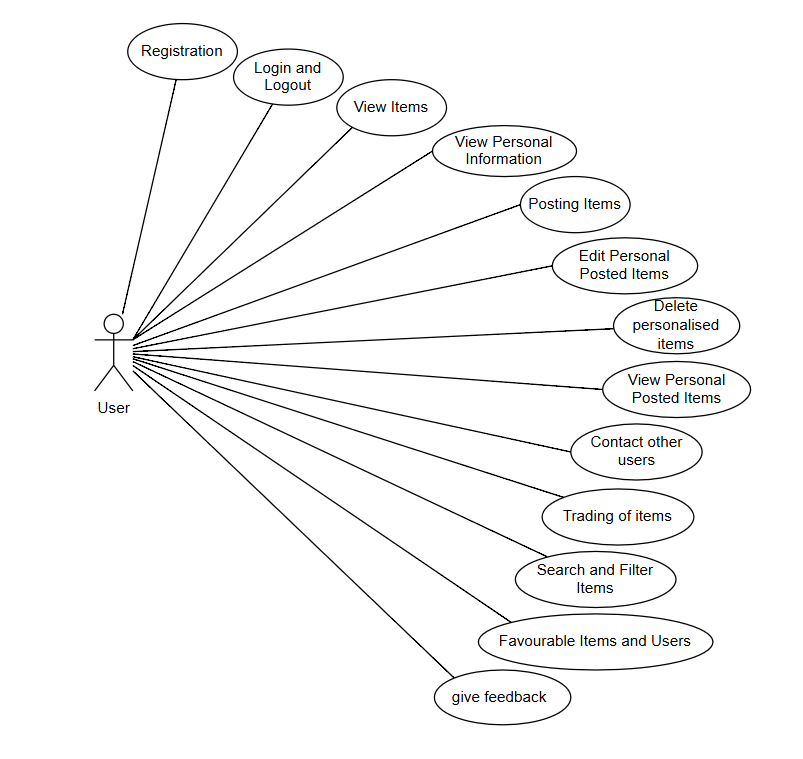 Registration
Login and
Logout
View Items
View Personal
Information
Posting Items
Edit Personal
Posted Items
Delete
personalised
items
View Personal
Posted Items
User
Contact other
users
Trading of items
Search and Filter
Items
Favourable Items and Users
give feedback